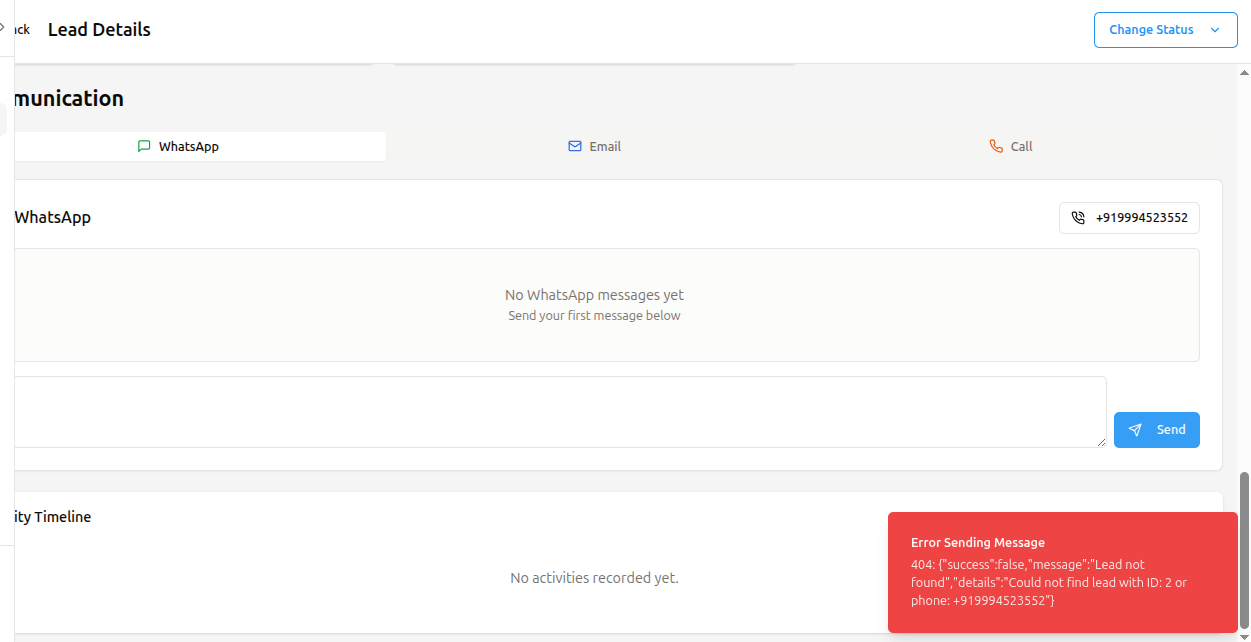 ack Lead Details
Change Status
munication
WhatsApp
Email
Call
WhatsApp
+919994523552
No WhatsApp messages yet
Send your first message below
Send
ity Timeline
No activities recorded yet.
Error Sending Message
404: {"success":false,"message":"Lead not
found","details":"Could not find lead with ID: 2 or
phone: +919994523552"}